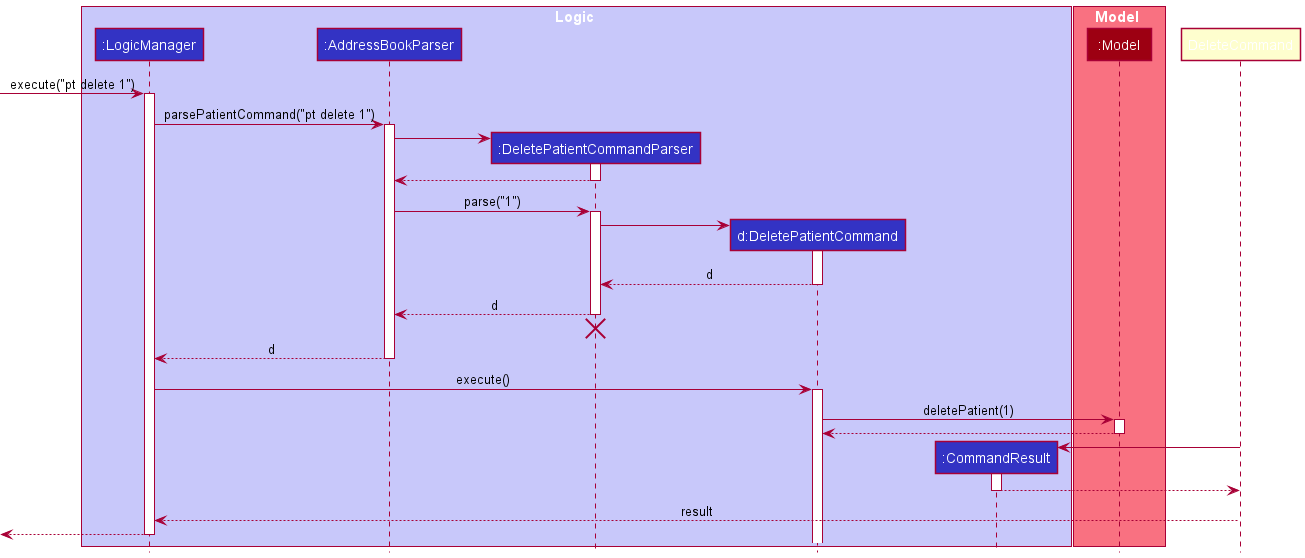 Logic
Model
:LogicManager
:AddressBookParser
:Model
execute("pt delete 1")
parsePatientCommand("pt delete 1")
:DeletePatientCommandParser
parse("1")
d:DeletePatientCommand
d
d
d
execute()
deletePatient(1)
:CommandResult
result